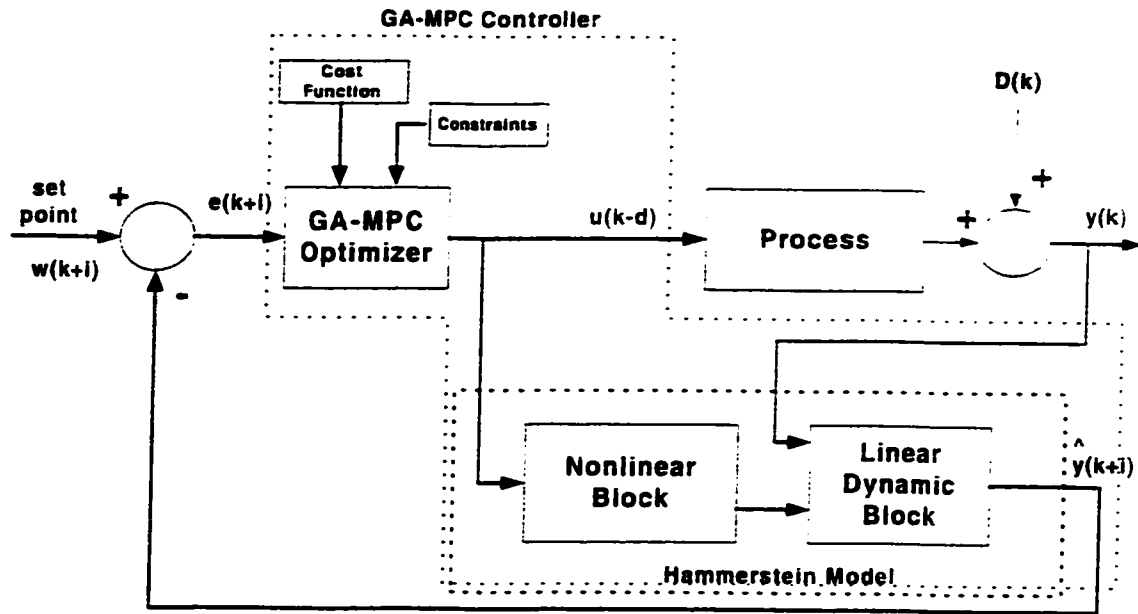 GA-MPC Controller
Cost
Function
Constraints
D(k)
set
point
w(k+i)
+
-
e(k+i)
GA-MPC
Optimizer
u(k-d)
Process
+
+
y(k)
Nonlinear
Block
Linear
Dynamic
Block
ŷ(k+i)
Hammerstein Model